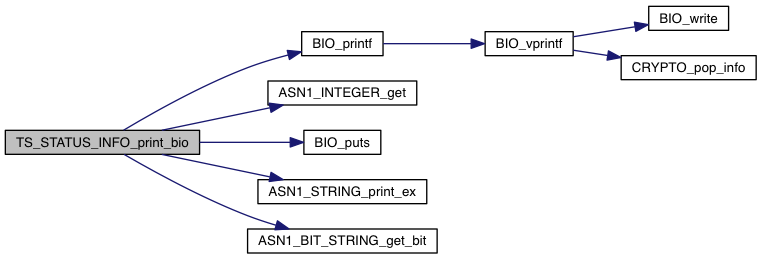 BIO_write
BIO_printf
BIO_vprintf
CRYPTO_pop_info
ASN1_INTEGER_get
TS_STATUS_INFO_print_bio
BIO_puts
ASN1_STRING_print_ex
ASN1_BIT_STRING_get_bit